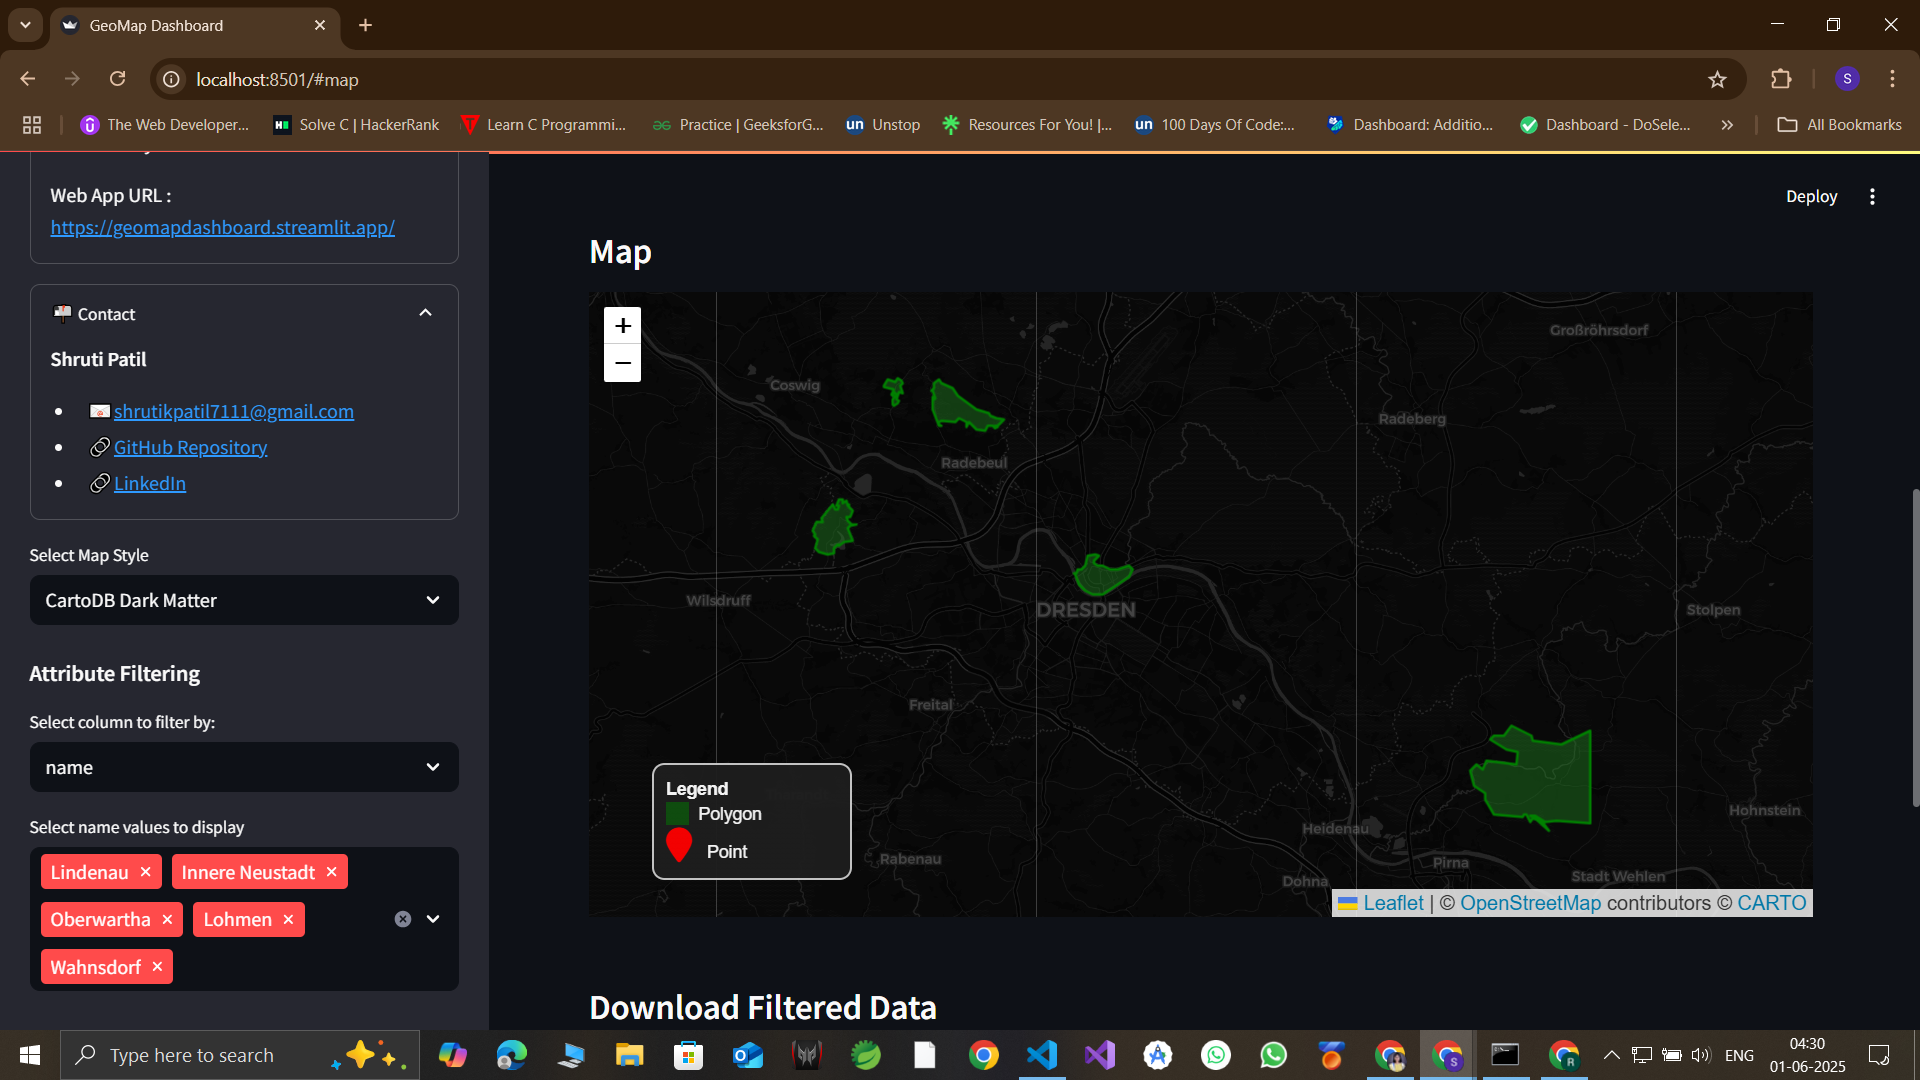 GeoMap Dashboard
localhost:8501/#map
The Web Developer...
Solve C | HackerRank
Learn C Programmi...
Practice | GeeksforG...
Unstop
Resources For You! |...
100 Days Of Code:...
Dashboard: Additio...
Dashboard - DoSele...
All Bookmarks
Web App URL :
https://geomapdashboard.streamlit.app/
Contact
Shruti Patil
shrutikpatil7111@gmail.com
GitHub Repository
LinkedIn
Select Map Style
CartoDB Dark Matter
Attribute Filtering
Select column to filter by:
name
Select name values to display
Lindenau
Innere Neustadt
Oberwartha
Lohmen
Wahnsdorf
Deploy
Map
+
−
Großröhrsdorf
Coswig
Radeberg
Radebeul
Wilsdruff
DRESDEN
Stolpen
Freital
Legend
Polygon
Point
Hohnstein
Heidenau
Rabenau
Pirna
Dohna
Stadt Wehlen
Leaflet | © OpenStreetMap contributors © CARTO
Download Filtered Data
Type here to search
ENG
04:30
01-06-2025